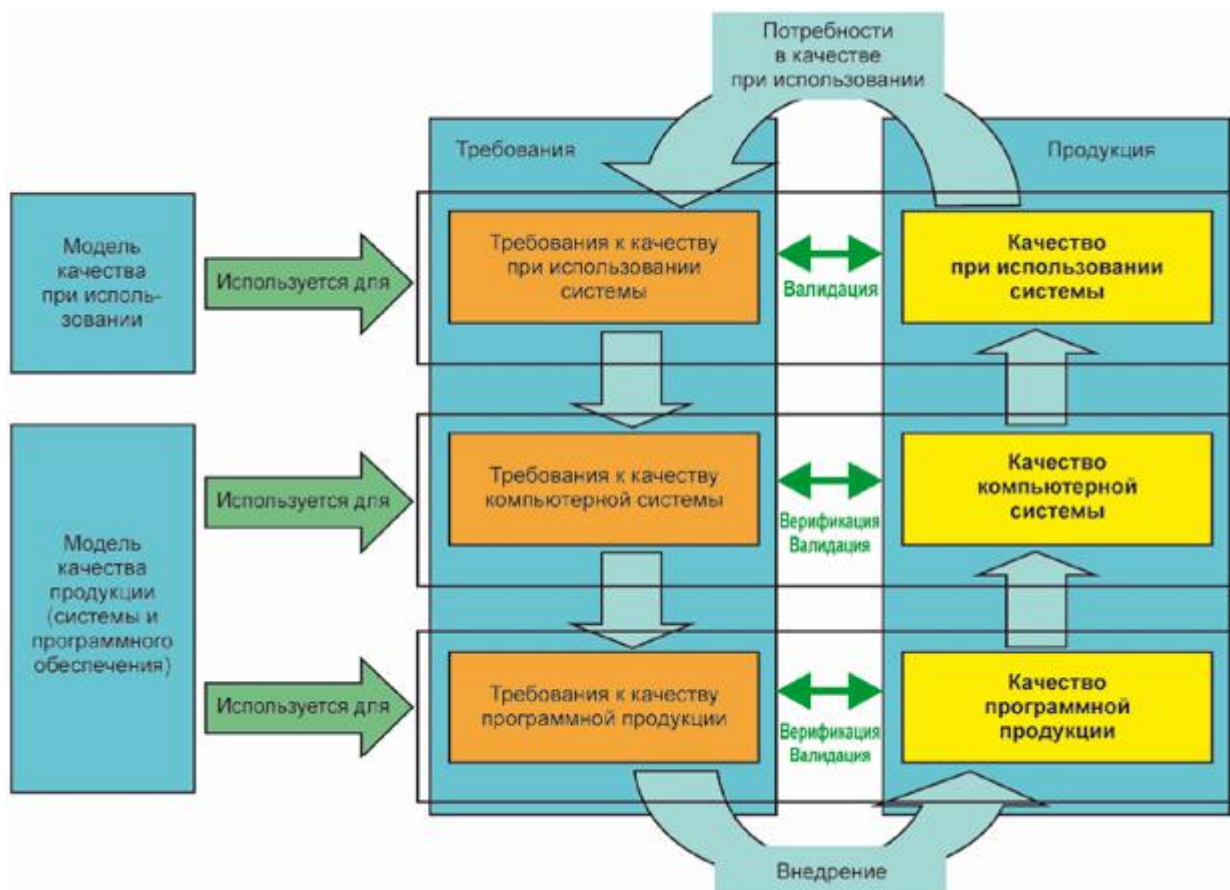 Потребности
в качестве
при использовании
Требования
Продукция
Модель
качества
при исполь-
зовании
Используется для
Требования к качеству
при использовании
системы
Валидация
Качество
при использовании
системы
Модель
качества
продукции
(системы и
программного
обеспечения)
Используется для
Требования к качеству
компьютерной системы
Верификация
Валидация
Качество
компьютерной
системы
Используется для
Требования к качеству
программной продукции
Верификация
Валидация
Качество
программной
продукции
Внедрение